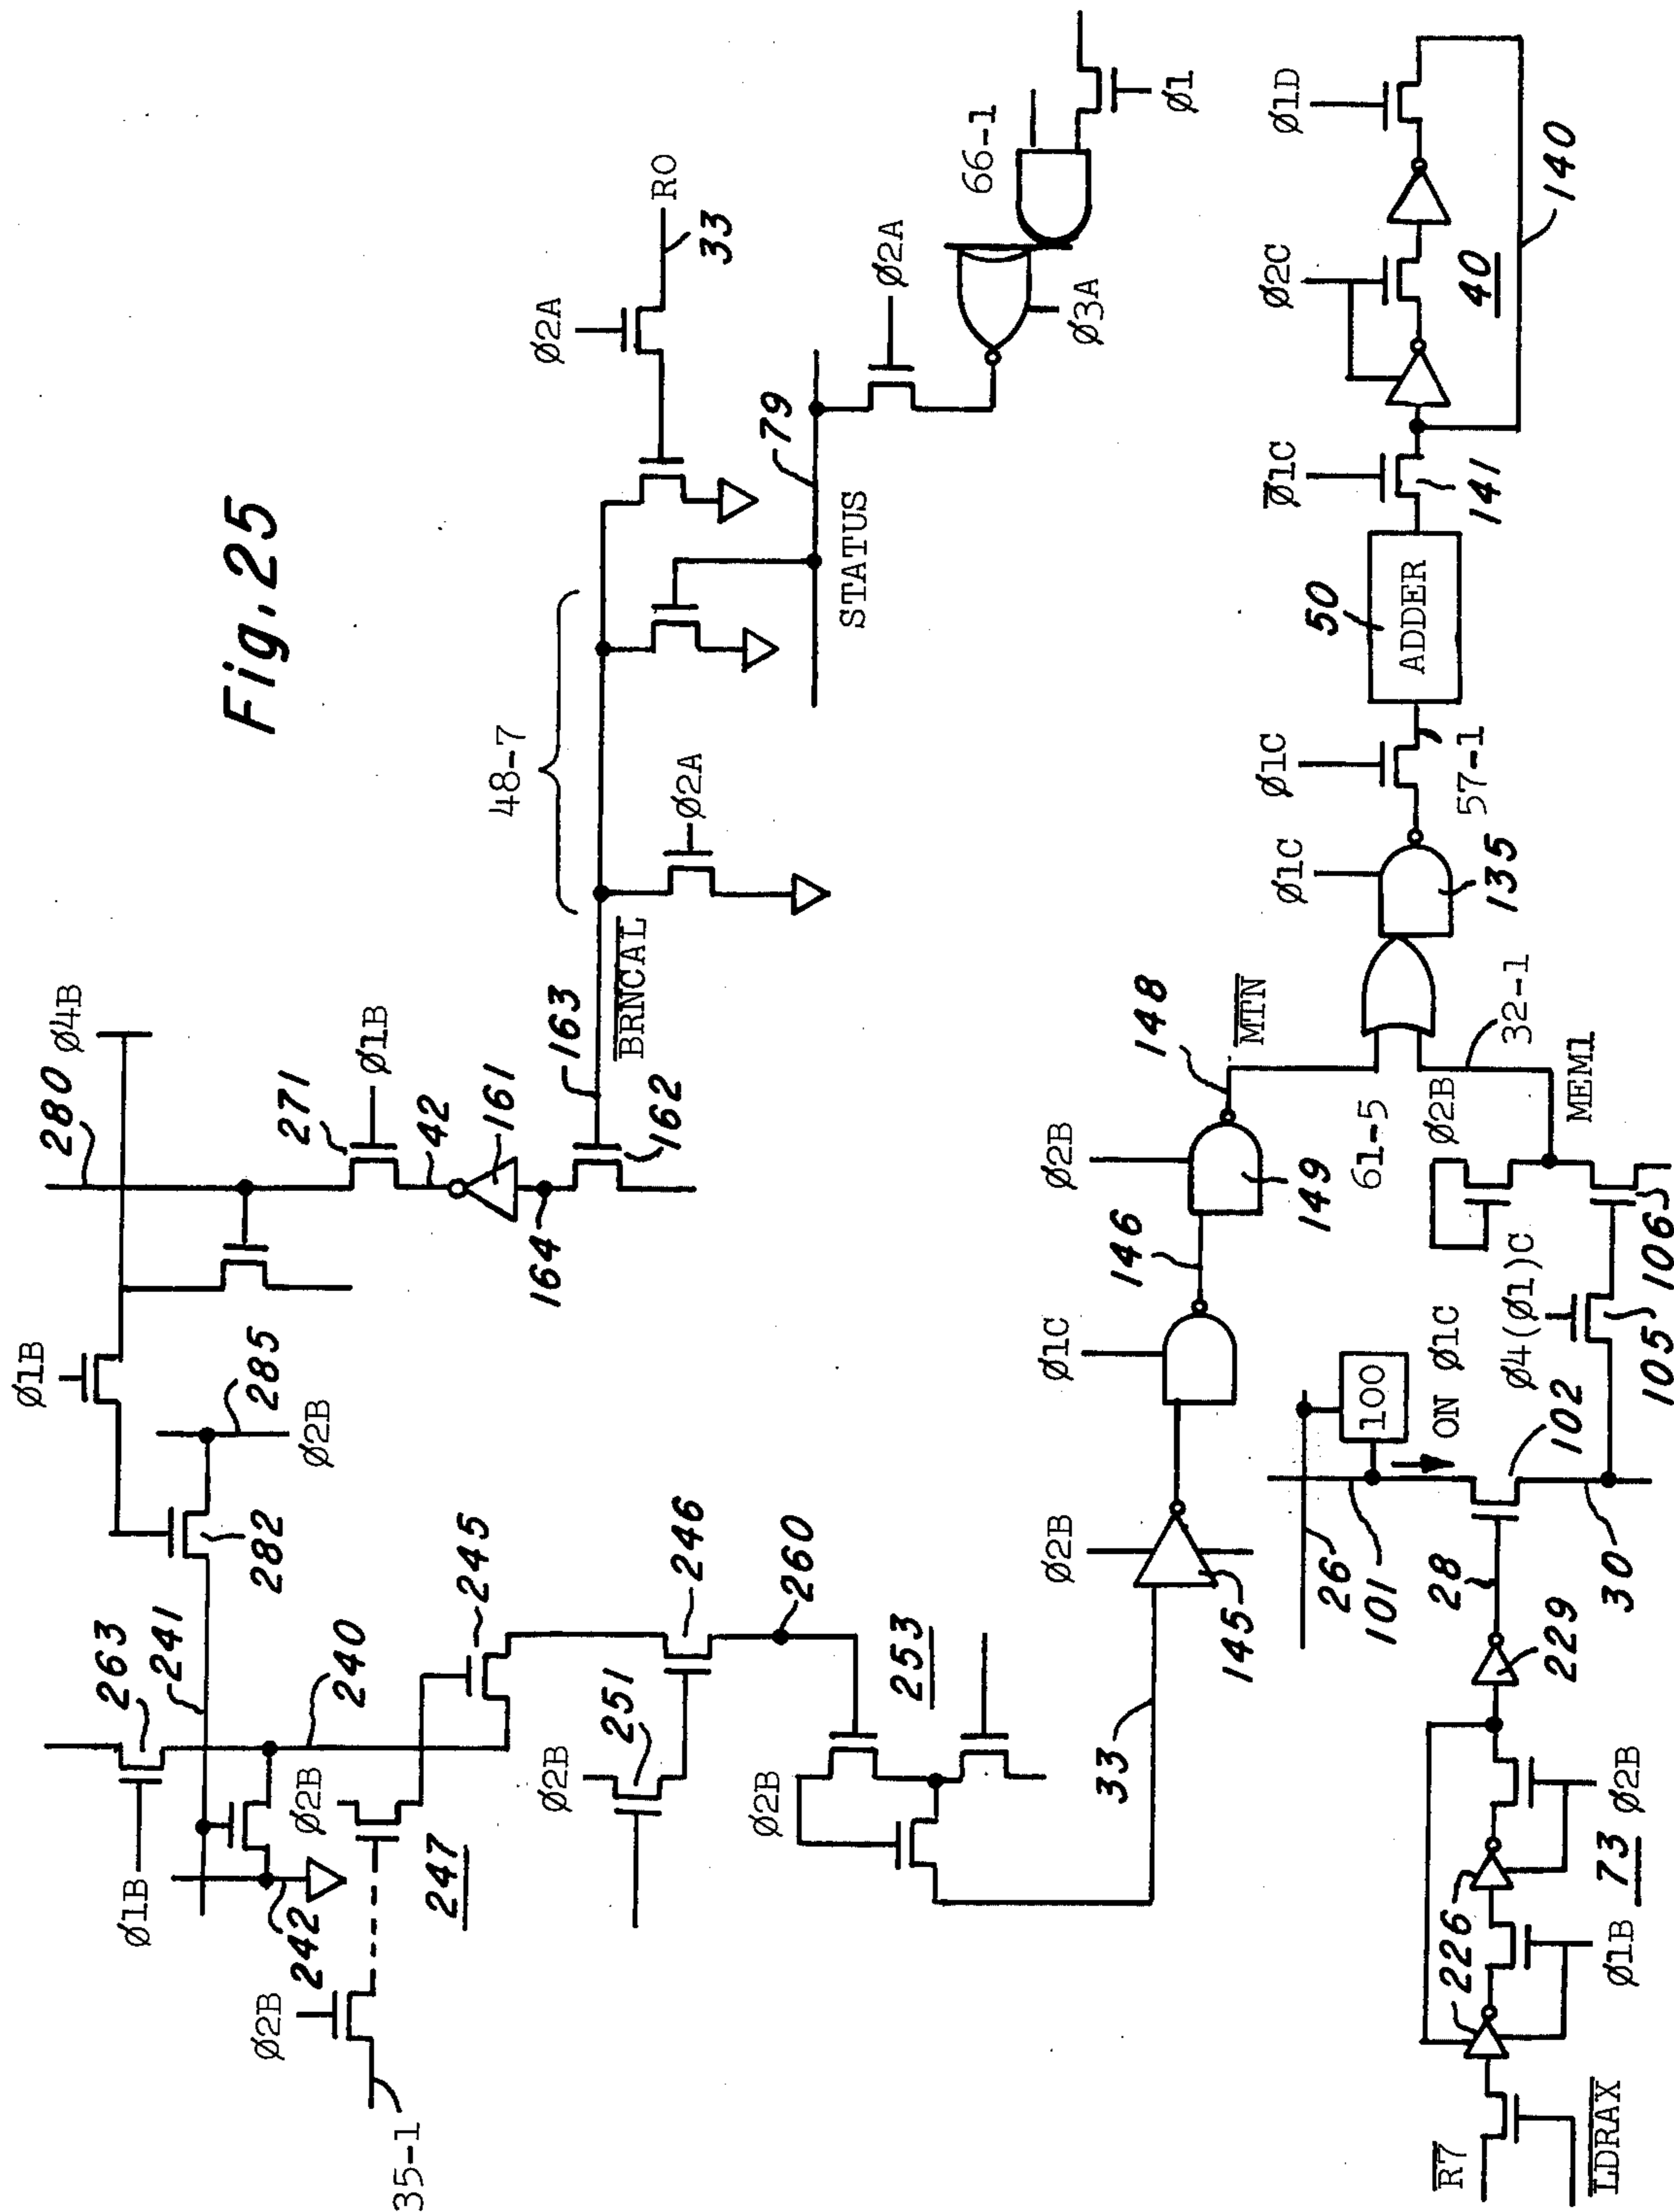 Fig. 25
280
Ø4B
Ø1B
271
Ø1B
42
161
164
162
163
BRNCAL
48-7
Ø2A
STATUS
79
Ø2A
RO
33
Ø2A
Ø3A
66-1
Ø1
285
Ø2B
282
241
263
Ø1B
242
240
Ø2B
247
245
Ø2B
35-1
246
251
Ø2B
260
253
Ø2B
33
Ø2B
145
Ø1C
146
Ø2B
149
148
MTN
61-5
Ø2B
MEM1
32-1
Ø1C
135
Ø1C
57-1
50
ADDER
Ø1C
141
Ø2C
40
Ø1D
140
26
101
100
ON Ø1C
102
28
30
229
Ø4(Ø1)C
105
106
R7
LDRAX
226
Ø1B
73
Ø2B